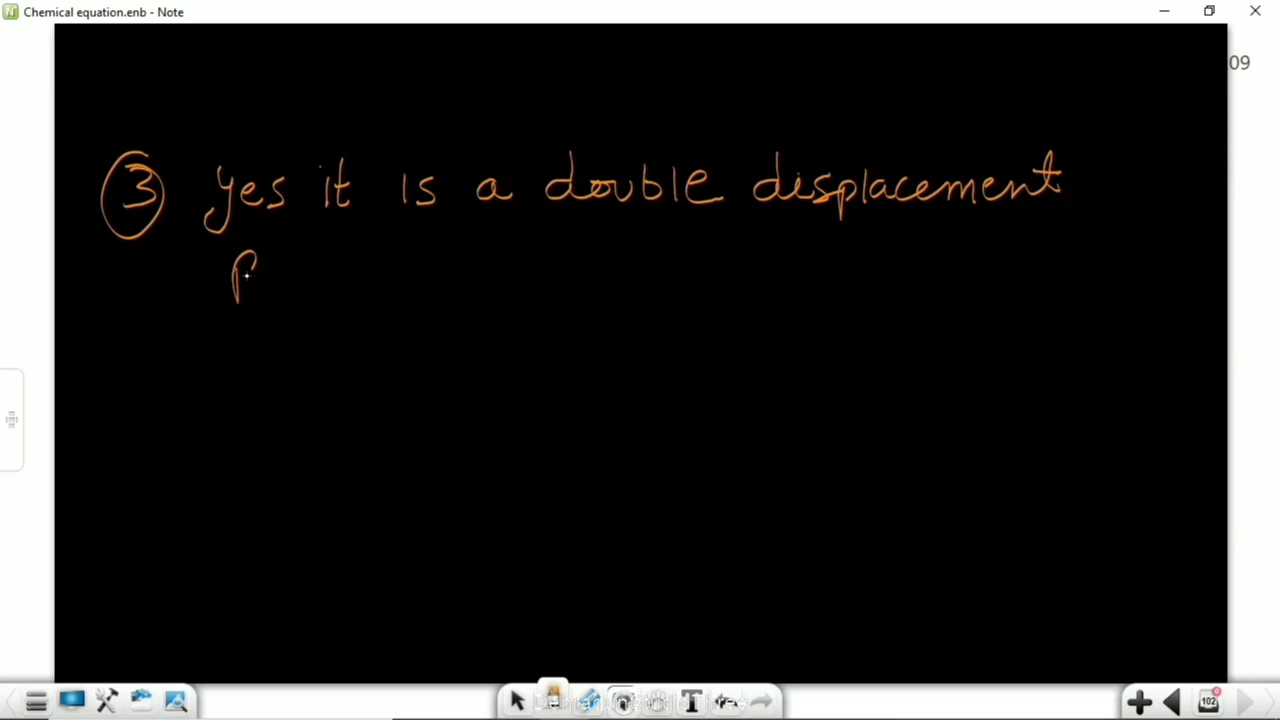 Chemical equation.enb - Note
09
3 yes it is a double displacement
T
102